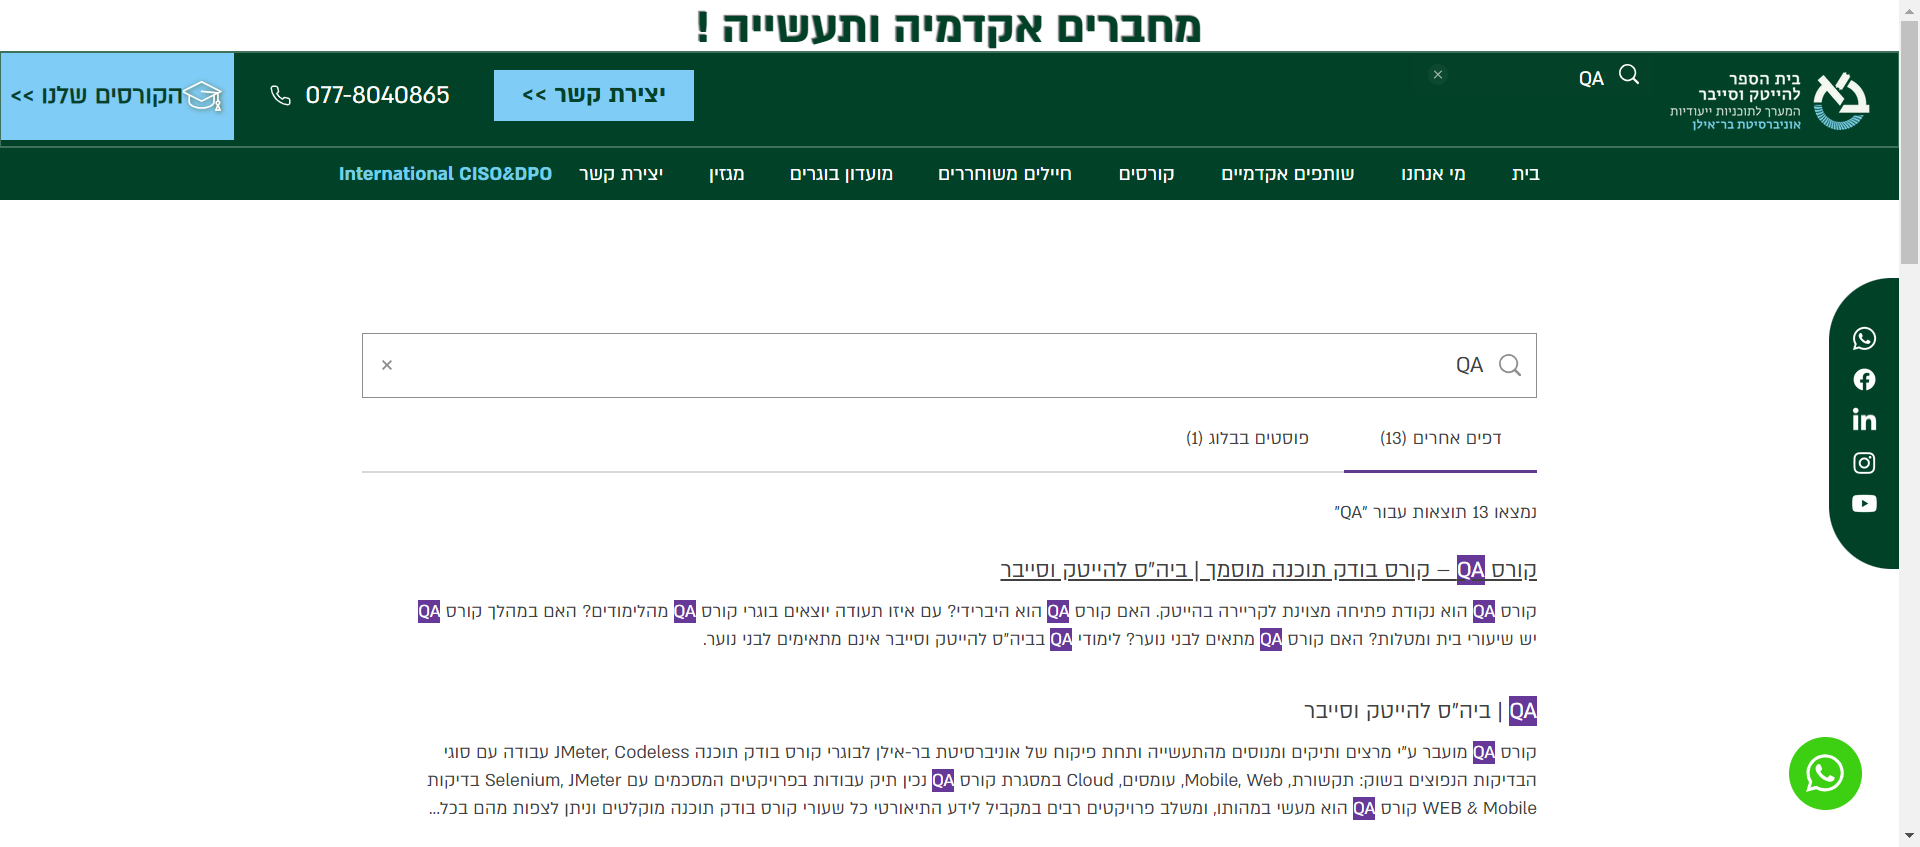 מחברים אקדמיה ותעשייה !
בית הספר
להייטק וסייבר
המערך לתוכניות ייעודיות
אוניברסיטת בר־אילן
QA
יצירת קשר >>
077-8040865
הקורסים שלנו >>
בית
מי אנחנו
שותפים אקדמיים
קורסים
חיילים משוחררים
מועדון בוגרים
מגזין
יצירת קשר
International CISO&DPO
QA
דפים אחרים (13)
פוסטים בבלוג (1)
נמצאו 13 תוצאות עבור "QA"
קורס QA – קורס בודק תוכנה מוסמך | ביה"ס להייטק וסייבר
קורס QA הוא נקודת פתיחה מצוינת לקריירה בהייטק. האם קורס QA הוא היברידי? עם איזו תעודה יוצאים בוגרי קורס QA מהלימודים? האם במהלך קורס QA
יש שיעורי בית ומטלות? האם קורס QA מתאים לבני נוער? לימודי QA בביה"ס להייטק וסייבר אינם מתאימים לבני נוער.
QA | ביה"ס להייטק וסייבר
קורס QA מועבר ע"י מרצים ותיקים ומנוסים מהתעשייה ותחת פיקוח של אוניברסיטת בר-אילן לבוגרי קורס בודק תוכנה JMeter, Codeless עבודה עם סוגי
הבדיקות הנפוצים בשוק: תקשורת, Mobile, Web, עומסים, Cloud במסגרת קורס QA נכין תיק עבודות בפרויקטים המסכמים עם Selenium, JMeter בדיקות
WEB & Mobile קורס QA הוא מעשי במהותו, ומשלב פרויקטים רבים במקביל לידע התיאורטי כל שעורי קורס בודק תוכנה מוקלטים וניתן לצפות מהם בכל...